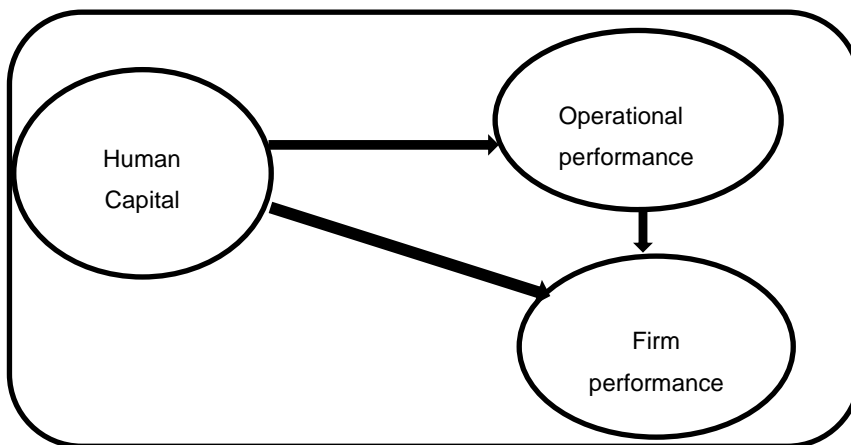 Human
Capital
Operational
performance
Firm
performance